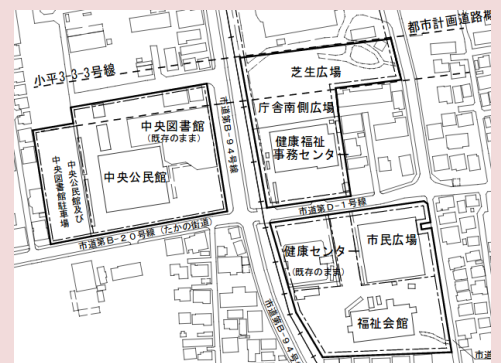 都市計画道路
小平3-3-3号線
芝生広場
庁舎南側広場
市道第B-94号線
中央図書館
(既存のまま)
健康福祉
事務センター
中央公民館
中央公民館及び
中央図書館駐車場
市道第D-1号線
市道第B-20号線(たかの街道)
健康センター
(既存のまま)
市民広場
市道第B-94号
福祉会館
市道